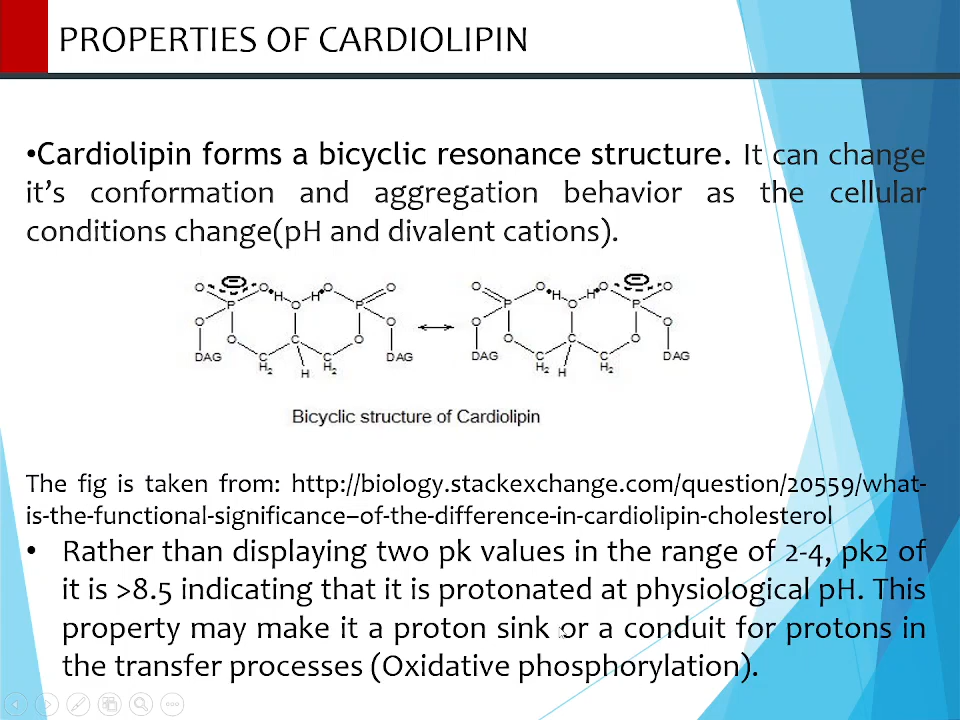 PROPERTIES OF CARDIOLIPIN
•Cardiolipin forms a bicyclic resonance structure. It can change
it’s conformation and aggregation behavior as the cellular
conditions change(pH and divalent cations).
O O H H O O O O H H O O
O P O P O P O P O
O O C O O O O C O O
DAG C H₂ H C H₂ DAG DAG C H₂ H C H₂ DAG
Bicyclic structure of Cardiolipin
The fig is taken from: http://biology.stackexchange.com/question/20559/what-
is-the-functional-significance–of-the-difference-in-cardiolipin-cholesterol
• Rather than displaying two pk values in the range of 2-4, pk2 of
it is >8.5 indicating that it is protonated at physiological pH. This
property may make it a proton sink or a conduit for protons in
the transfer processes (Oxidative phosphorylation).